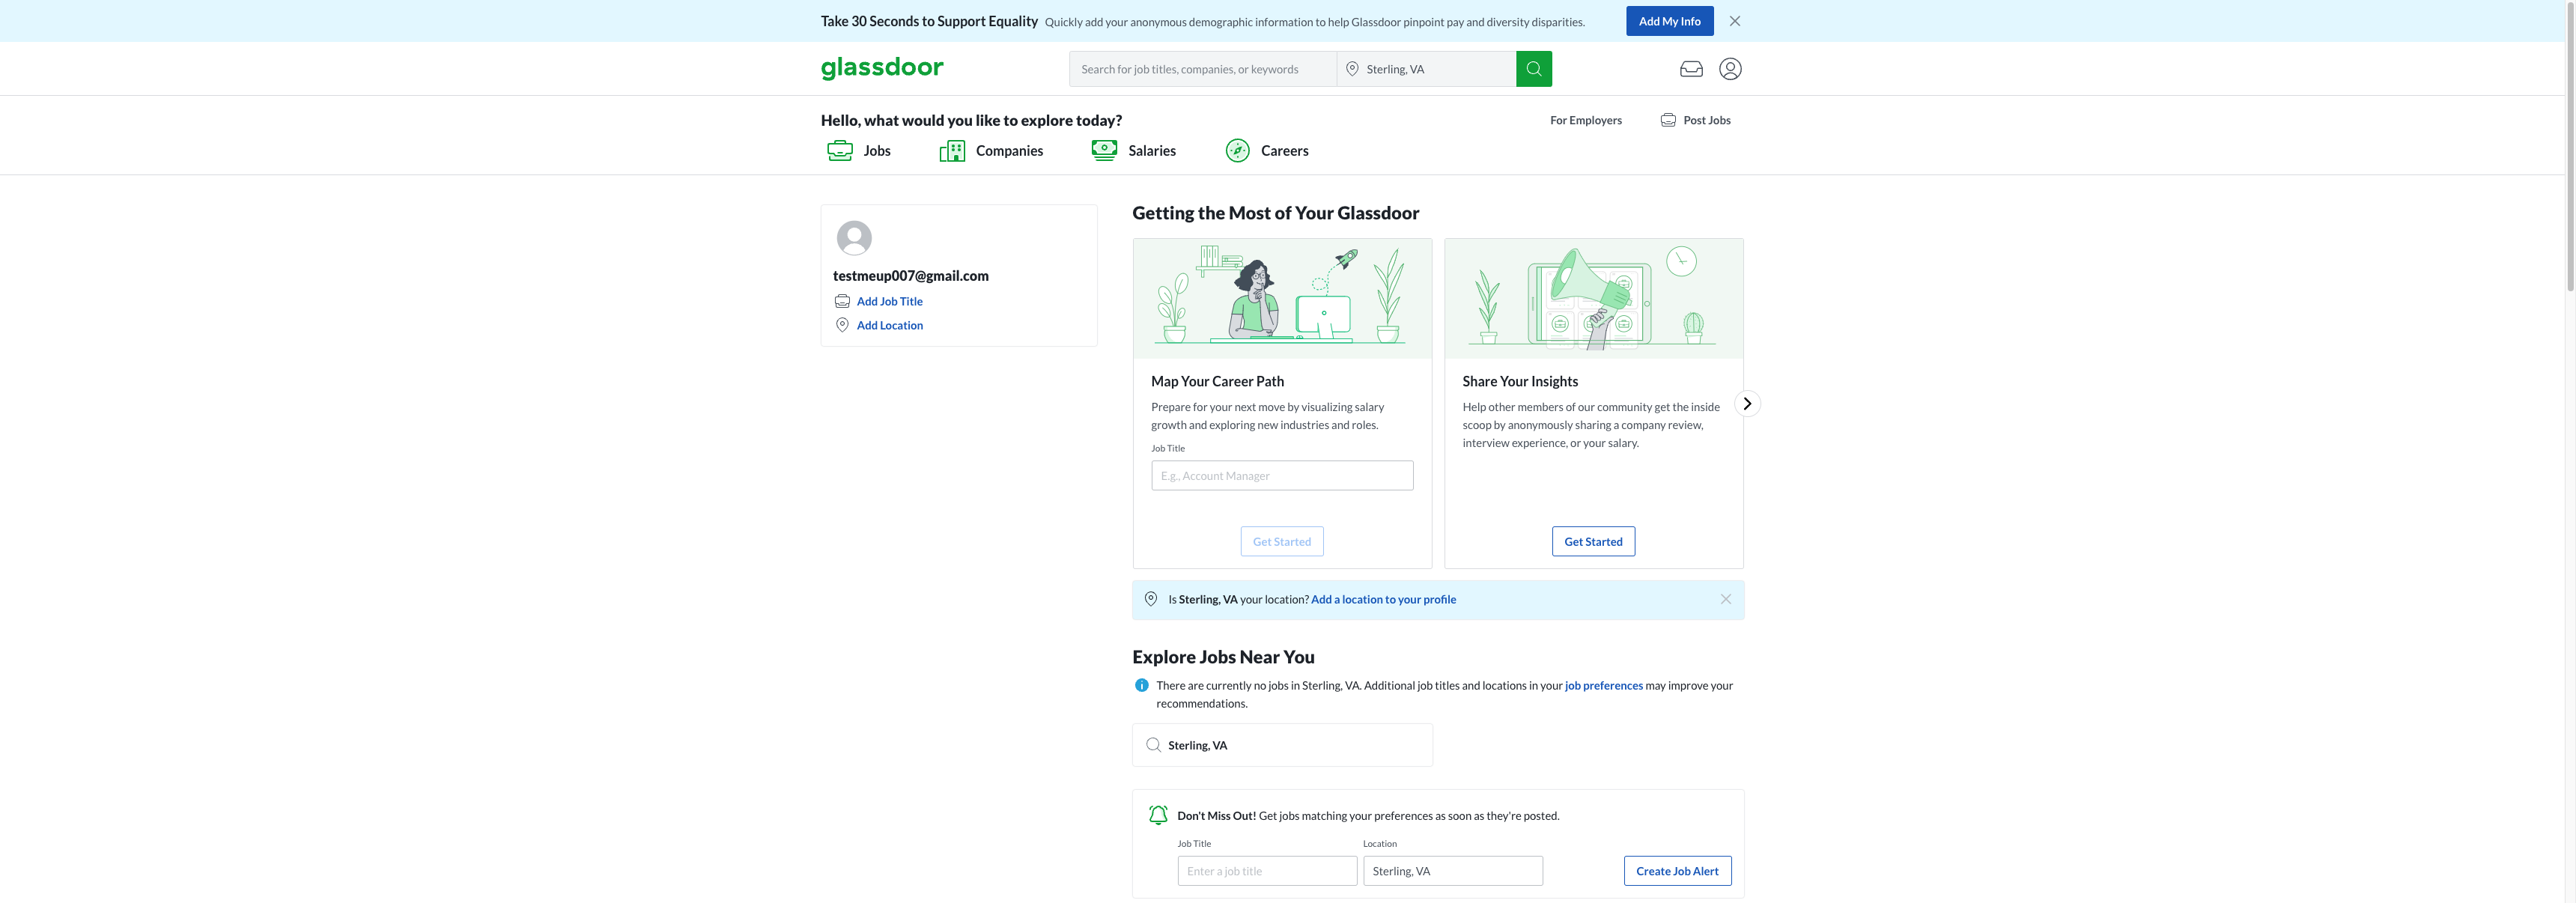 Take 30 Seconds to Support Equality Quickly add your anonymous demographic information to help Glassdoor pinpoint pay and diversity disparities. Add My Info
glassdoor Search for job titles, companies, or keywords Sterling, VA
Hello, what would you like to explore today? For Employers Post Jobs
Jobs Companies Salaries Careers
testmeup007@gmail.com
Add Job Title
Add Location
Getting the Most of Your Glassdoor
Map Your Career Path
Prepare for your next move by visualizing salary
growth and exploring new industries and roles.
Job Title
E.g., Account Manager
Get Started
Share Your Insights
Help other members of our community get the inside
scoop by anonymously sharing a company review,
interview experience, or your salary.
Get Started
Is Sterling, VA your location? Add a location to your profile
Explore Jobs Near You
There are currently no jobs in Sterling, VA. Additional job titles and locations in your job preferences may improve your
recommendations.
Sterling, VA
Don't Miss Out! Get jobs matching your preferences as soon as they're posted.
Job Title Location
Enter a job title Sterling, VA Create Job Alert